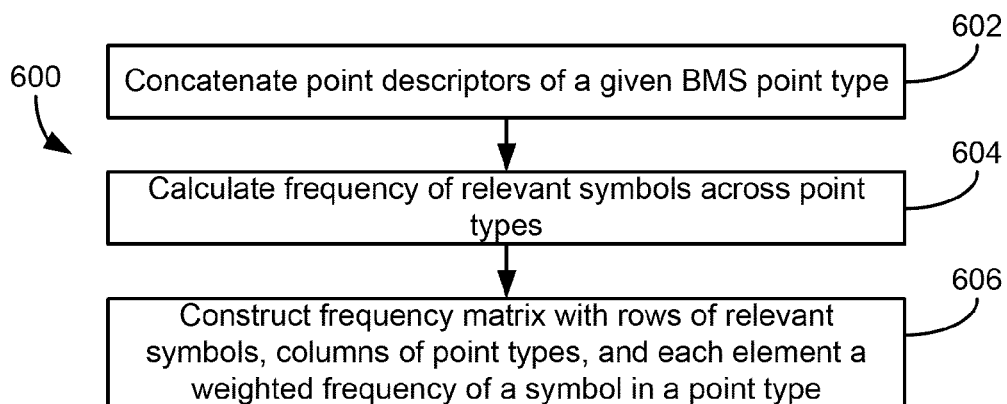 602
600
Concatenate point descriptors of a given BMS point type
604
Calculate frequency of relevant symbols across point
types
606
Construct frequency matrix with rows of relevant
symbols, columns of point types, and each element a
weighted frequency of a symbol in a point type